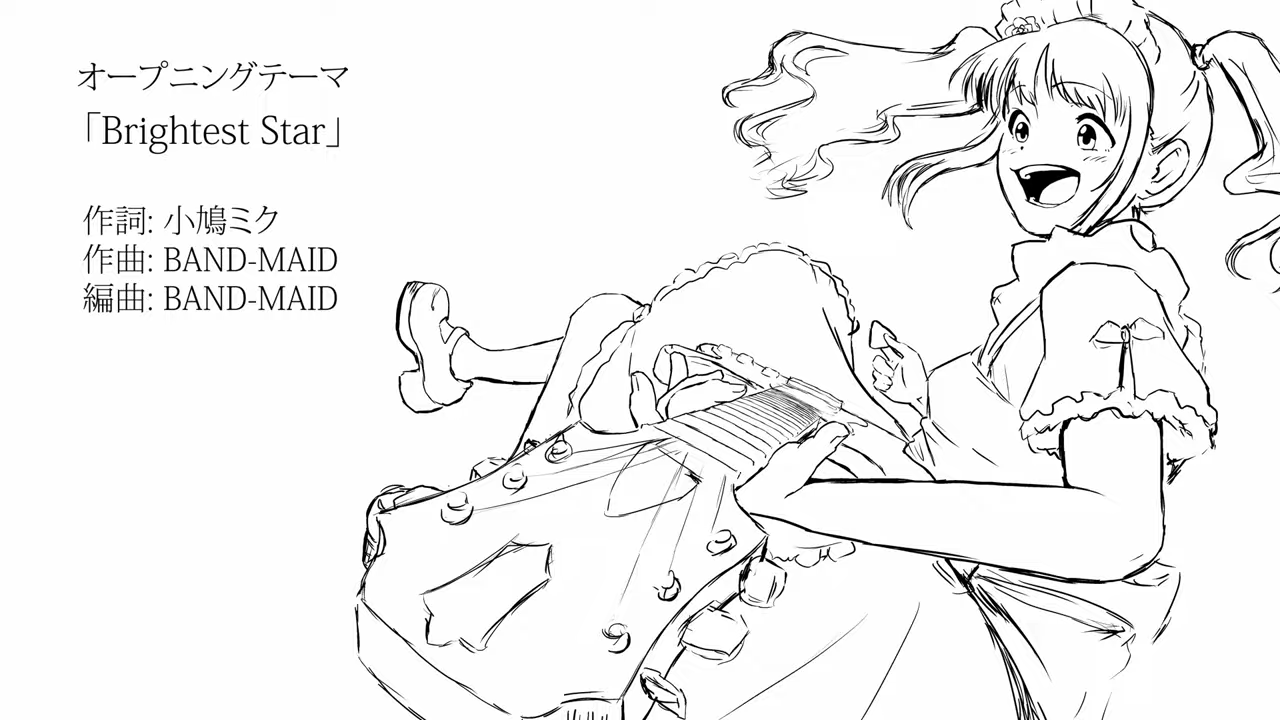 オープニングテーマ
「Brightest Star」
作詞: 小鳩ミク
作曲: BAND-MAID
編曲: BAND-MAID